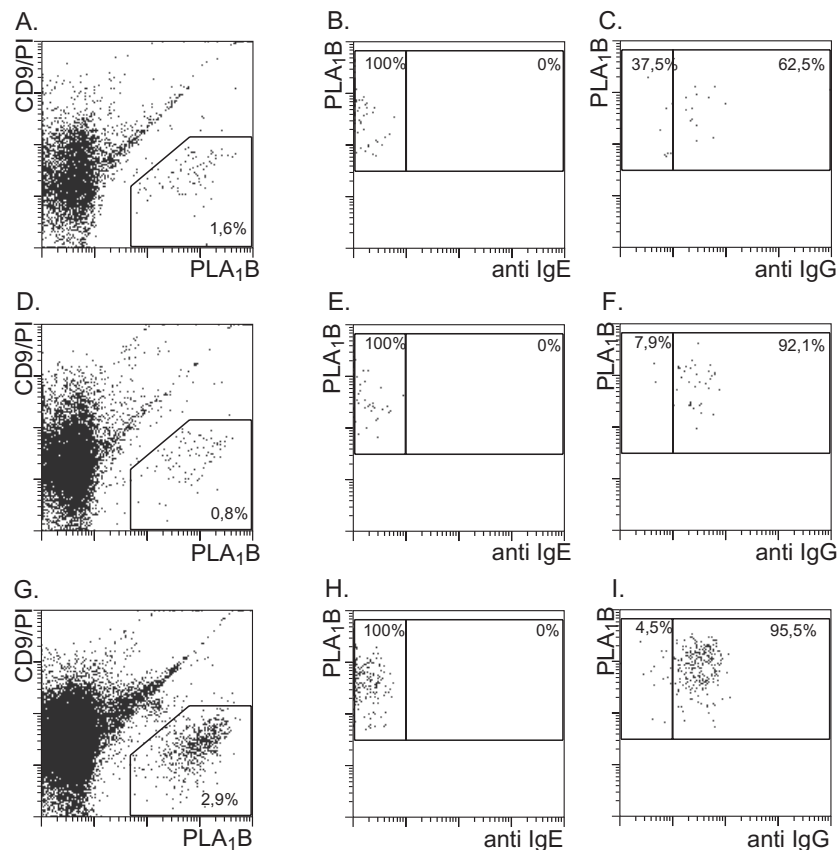 A.
CD9/PI
1,6%
PLA₁B
B.
PLA₁B
100%
0%
anti IgE
C.
PLA₁B
37,5%
62,5%
anti IgG
D.
CD9/PI
0,8%
PLA₁B
E.
PLA₁B
100%
0%
anti IgE
F.
PLA₁B
7,9%
92,1%
anti IgG
G.
CD9/PI
2,9%
PLA₁B
H.
PLA₁B
100%
0%
anti IgE
I.
PLA₁B
4,5%
95,5%
anti IgG